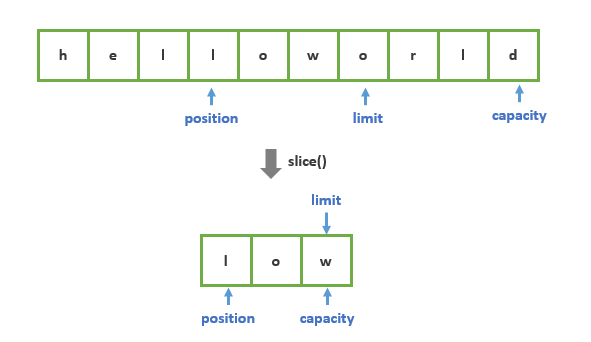 h e l l o w o r l d
position limit capacity
slice()
limit
l o w
position capacity